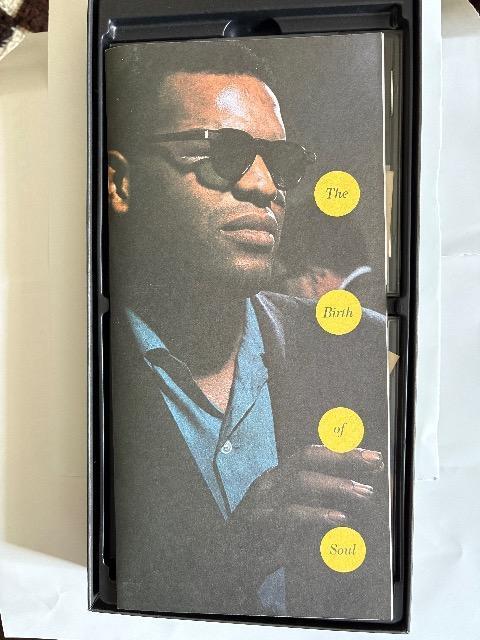 The
Birth
of
Soul